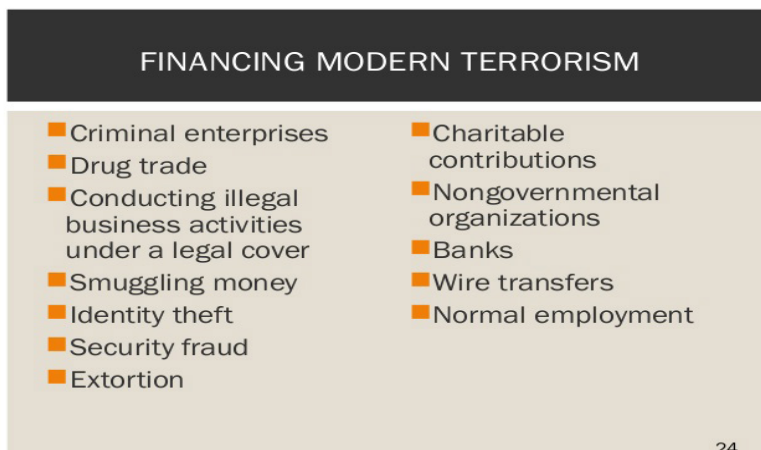 FINANCING MODERN TERRORISM
Criminal enterprises
Drug trade
Conducting illegal
business activities
under a legal cover
Smuggling money
Identity theft
Security fraud
Extortion
Charitable
contributions
Nongovernmental
organizations
Banks
Wire transfers
Normal employment
24